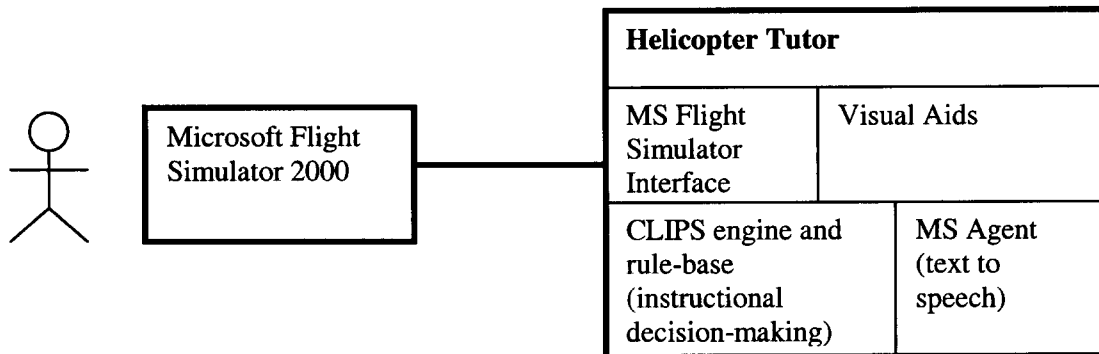 Helicopter Tutor
Microsoft Flight
Simulator 2000
MS Flight
Simulator
Interface
Visual Aids
CLIPS engine and
rule-base
(instructional
decision-making)
MS Agent
(text to
speech)